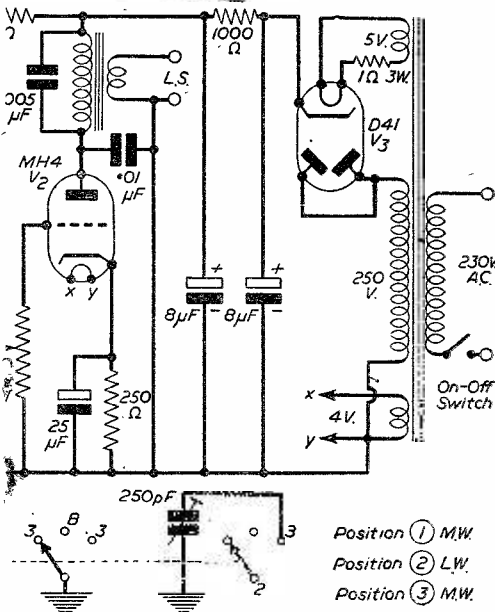 Ω
1000
Ω
5V.
1Ω 3W.
L.S.
.005
μF
D41
V3
MH4
V2
.01
μF
x y
+
8μF -
+
8μF -
250
V.
230V.
A.C.
On-Off
Switch
x
4V.
y
25
μF
250
Ω
250pF
3 8 3
3
2
Position ① M.W.
Position ② L.W.
Position ③ M.W.